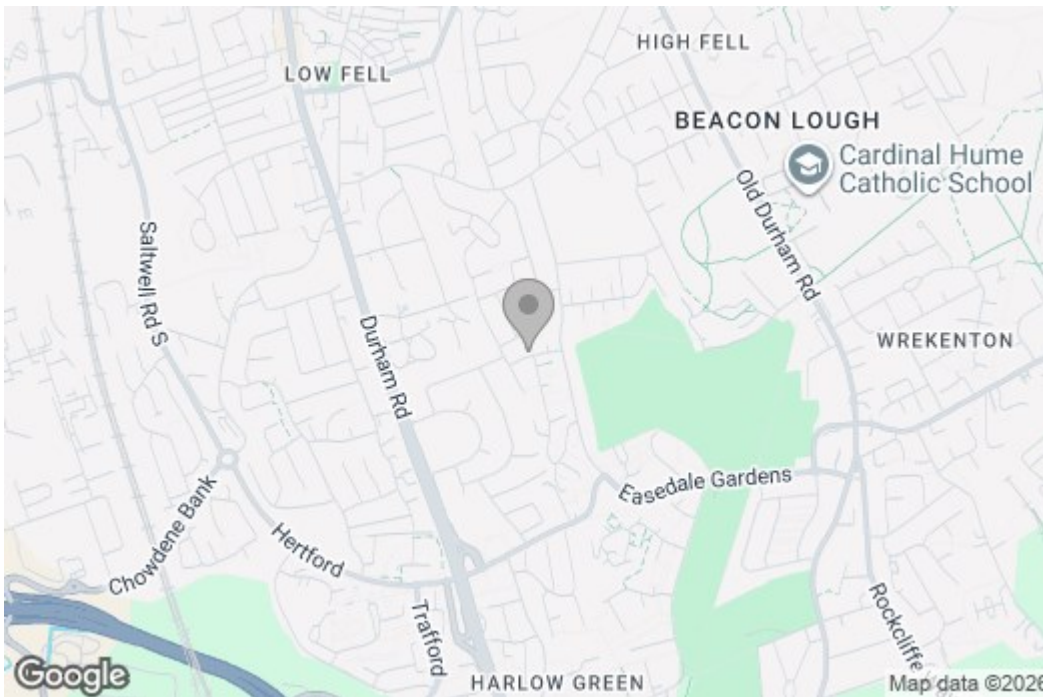 HIGH FELL
LOW FELL
BEACON LOUGH
Cardinal Hume
Catholic School
Old Durham Rd
Saltwell Rd S
Durham Rd
WREKENTON
Easedale Gardens
Chowdene Bank
Hertford
Trafford
Rockcliffe
HARLOW GREEN
Google
Map data ©2026